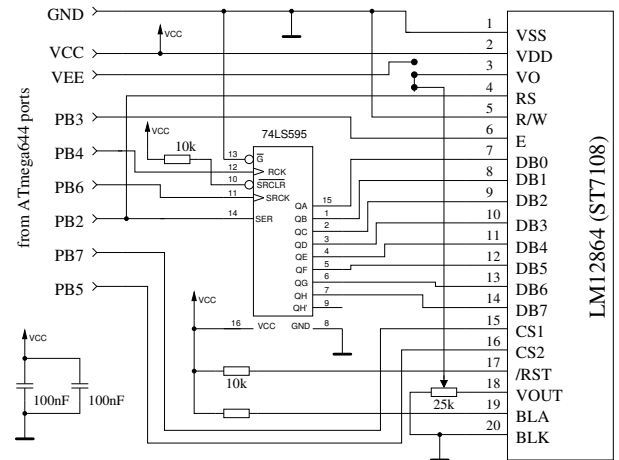 GND
VCC
VCC
VEE
PB3
PB4
PB6
PB2
PB7
PB5
from ATmega644 ports
VCC
10k
74LS595
13 G
12 RCK
10 SRCLR
11 SRCK
14 SER
QA 15
QB 1
QC 2
QD 3
QE 4
QF 5
QG 6
QH 7
QH' 9
16 VCC GND 8
VCC
10k
25k
VCC
100nF 100nF
1 VSS
2 VDD
3 VO
4 RS
5 R/W
6 E
7 DB0
8 DB1
9 DB2
10 DB3
11 DB4
12 DB5
13 DB6
14 DB7
15 CS1
16 CS2
17 /RST
18 VOUT
19 BLA
20 BLK
LM12864 (ST7108)